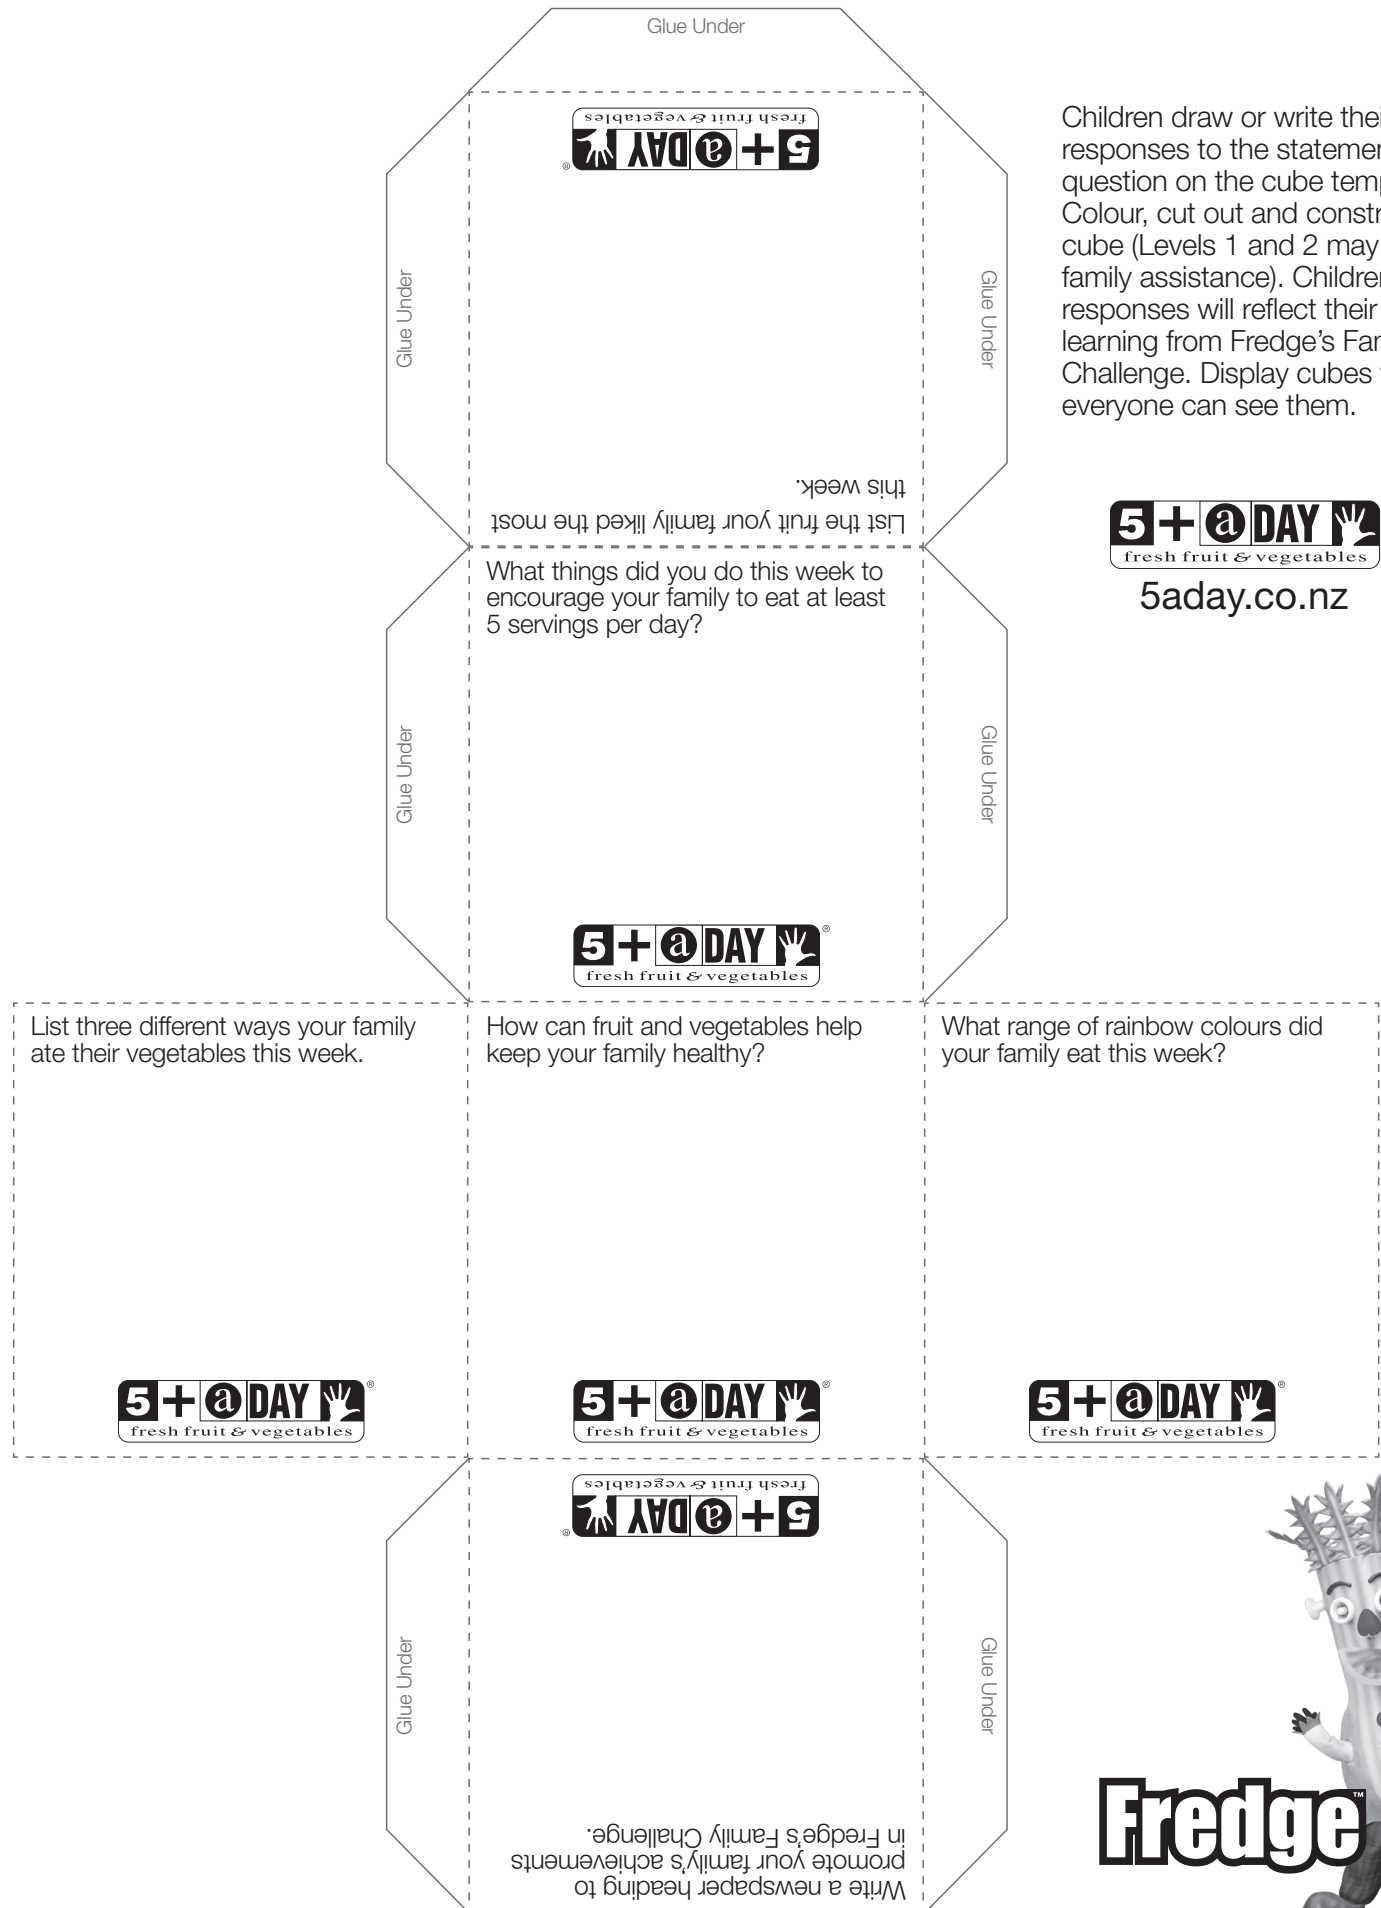 Glue Under
fresh fruit & vegetables
5 + a DAY ®
Glue Under
Glue Under
List the fruit your family liked the most
this week.
Children draw or write thei
responses to the statemen
question on the cube temp
Colour, cut out and constr
cube (Levels 1 and 2 may
family assistance). Children
responses will reflect their
learning from Fredge’s Fam
Challenge. Display cubes
everyone can see them.
5 + a DAY
fresh fruit & vegetables
5aday.co.nz
What things did you do this week to
encourage your family to eat at least
5 servings per day?
Glue Under
Glue Under
5 + a DAY ®
fresh fruit & vegetables
List three different ways your family
ate their vegetables this week.
5 + a DAY ®
fresh fruit & vegetables
How can fruit and vegetables help
keep your family healthy?
5 + a DAY ®
fresh fruit & vegetables
What range of rainbow colours did
your family eat this week?
5 + a DAY ®
fresh fruit & vegetables
5 + a DAY ®
fresh fruit & vegetables
Glue Under
Glue Under
Write a newspaper heading to
promote your family’s achievements
in Fredge’s Family Challenge.
Fredge™